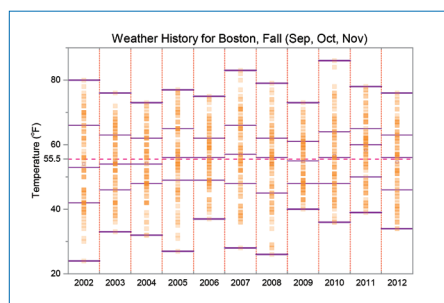 Weather History for Boston, Fall (Sep, Oct, Nov)
Temperature (°F)
80
60
55.5
40
20
2002 2003 2004 2005 2006 2007 2008 2009 2010 2011 2012